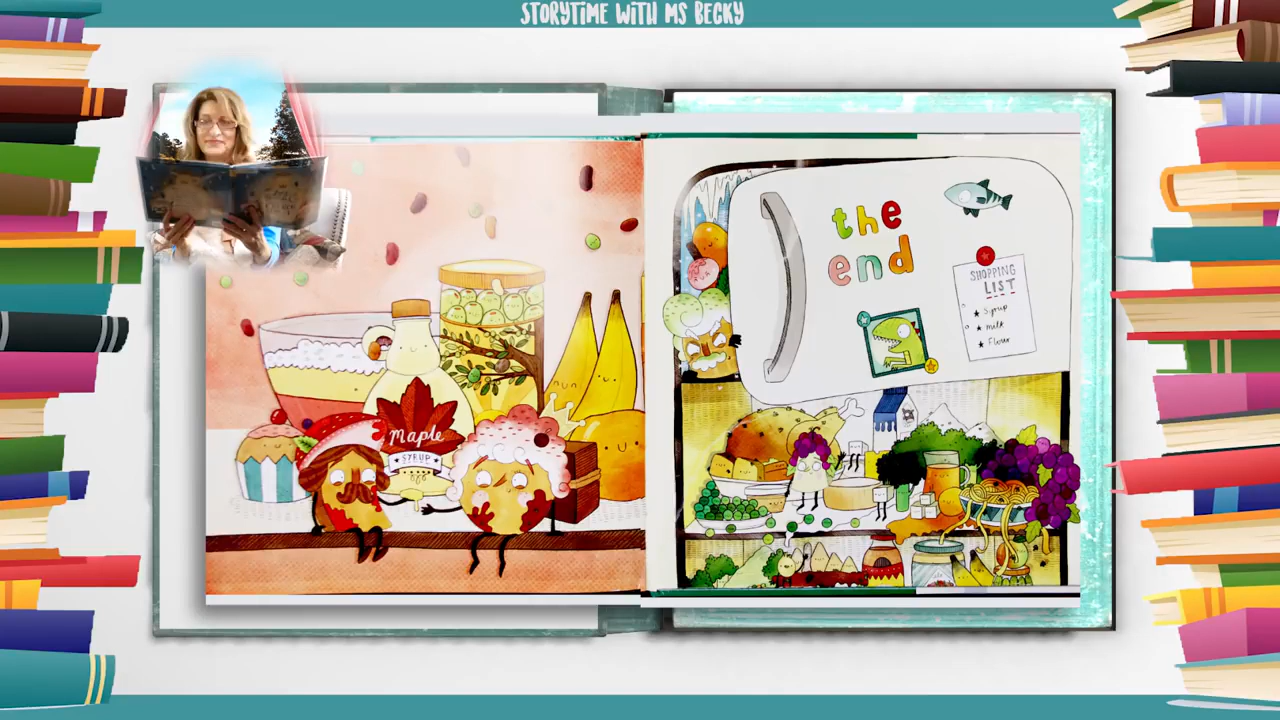 STORYTIME WITH MS BECKY
the
end
SHOPPING
LIST
★ Syrup
★ milk
★ Flour
Maple
★ SYRUP ★